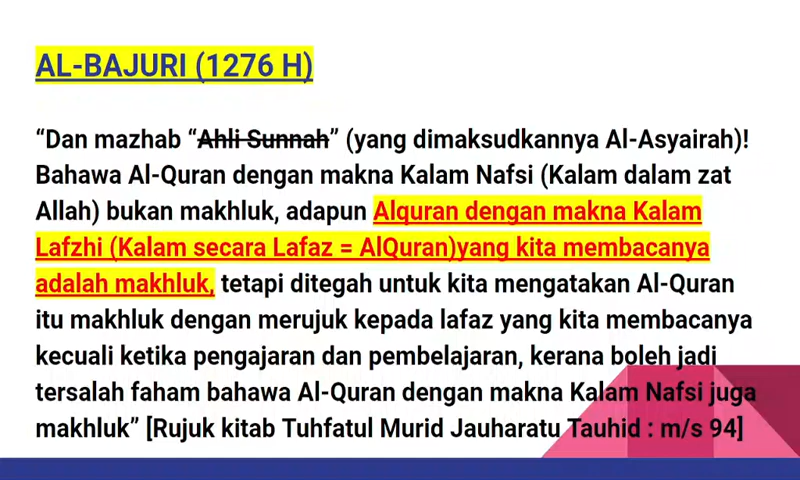 AL-BAJURI (1276 H)
“Dan mazhab “Ahli Sunnah” (yang dimaksudkannya Al-Asyairah)!
Bahawa Al-Quran dengan makna Kalam Nafsi (Kalam dalam zat
Allah) bukan makhluk, adapun Alquran dengan makna Kalam
Lafzhi (Kalam secara Lafaz = AlQuran)yang kita membacanya
adalah makhluk, tetapi ditegah untuk kita mengatakan Al-Quran
itu makhluk dengan merujuk kepada lafaz yang kita membacanya
kecuali ketika pengajaran dan pembelajaran, kerana boleh jadi
tersalah faham bahawa Al-Quran dengan makna Kalam Nafsi juga
makhluk” [Rujuk kitab Tuhfatul Murid Jauharatu Tauhid : m/s 94]